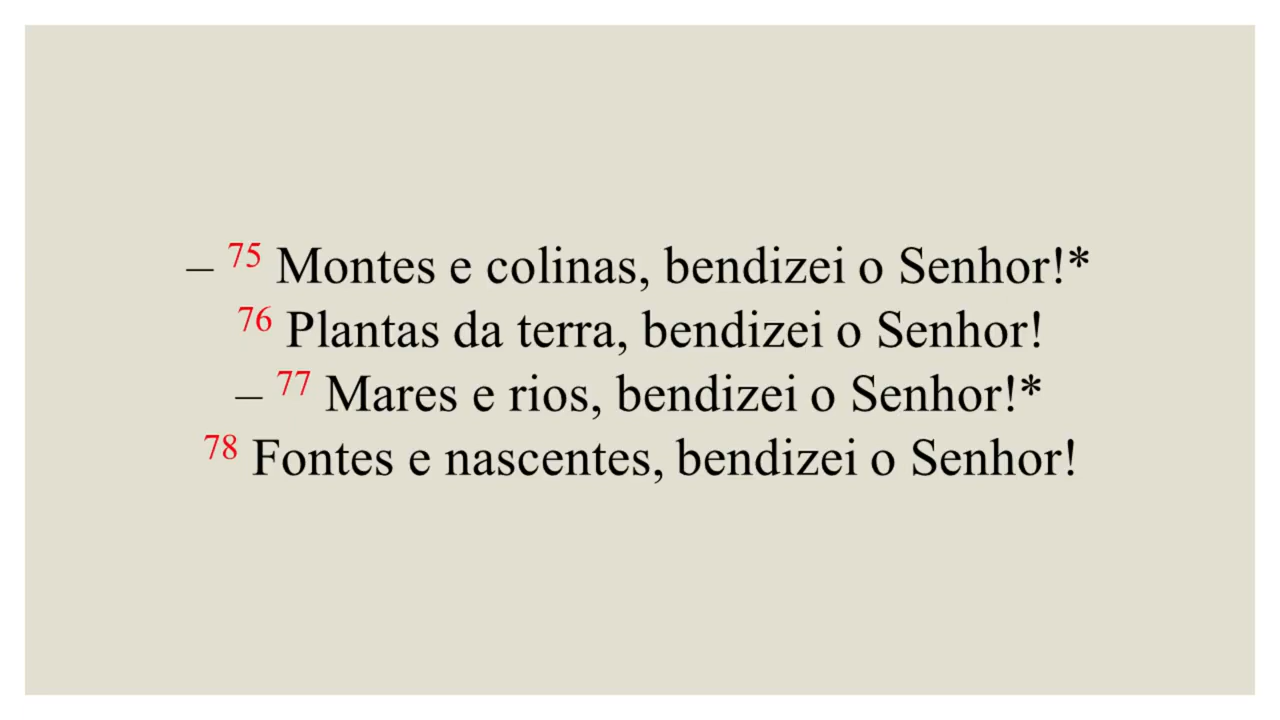 – 75 Montes e colinas, bendizei o Senhor!*
76 Plantas da terra, bendizei o Senhor!
– 77 Mares e rios, bendizei o Senhor!*
78 Fontes e nascentes, bendizei o Senhor!